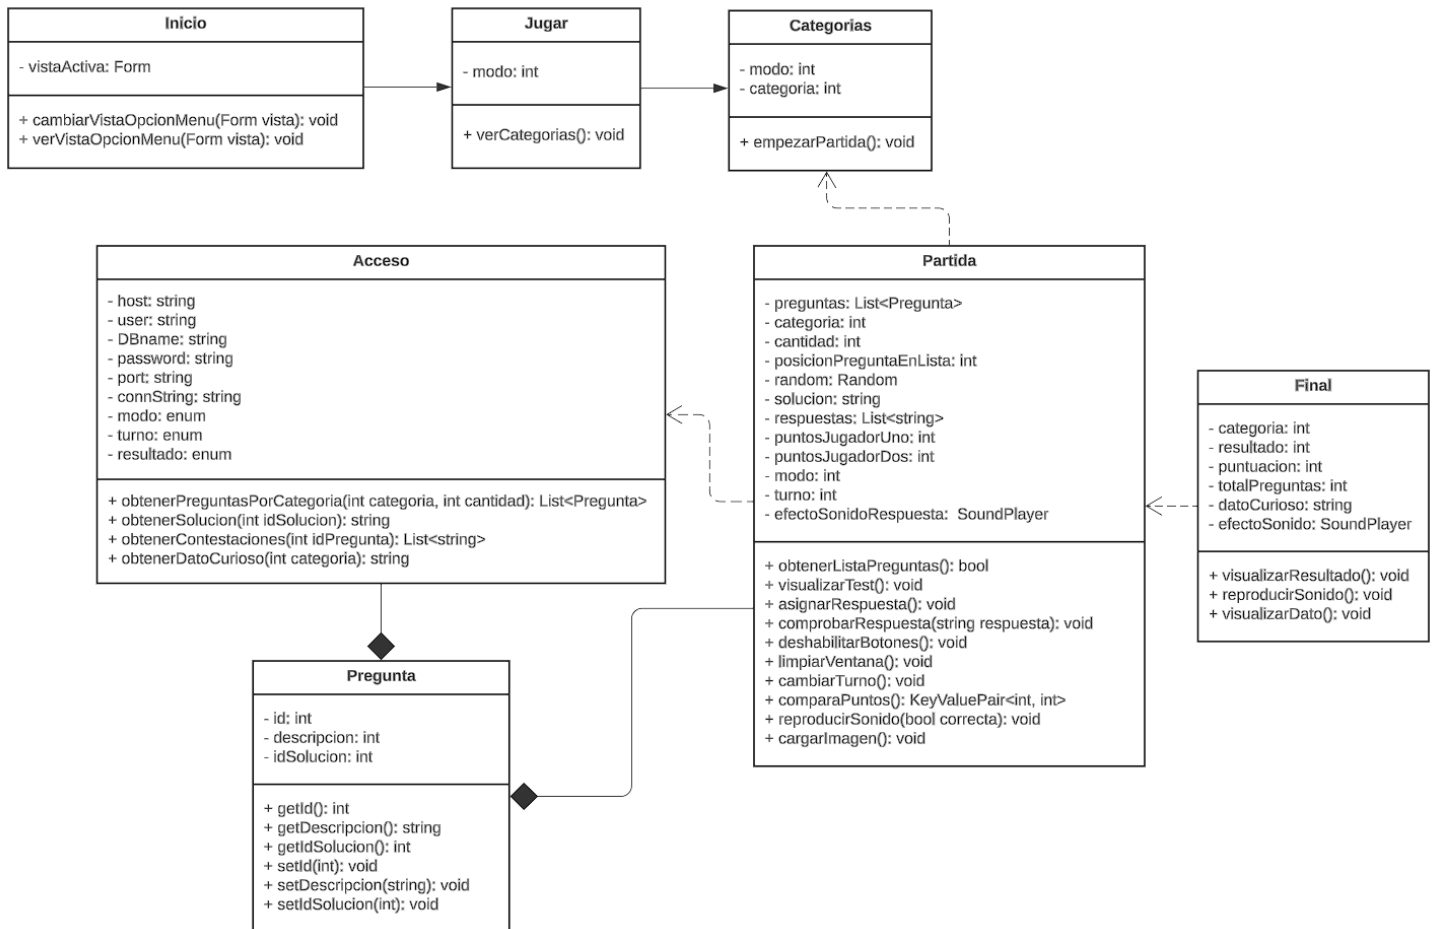 Inicio
- vistaActiva: Form
+ cambiarVistaOpcionMenu(Form vista): void
+ verVistaOpcionMenu(Form vista): void
Jugar
- modo: int
+ verCategorias(): void
Categorias
- modo: int
- categoria: int
+ empezarPartida(): void
Acceso
- host: string
- user: string
- DBname: string
- password: string
- port: string
- connString: string
- modo: enum
- turno: enum
- resultado: enum
+ obtenerPreguntasPorCategoria(int categoria, int cantidad): List<Pregunta>
+ obtenerSolucion(int idSolucion): string
+ obtenerContestaciones(int idPregunta): List<string>
+ obtenerDatoCurioso(int categoria): string
Partida
- preguntas: List<Pregunta>
- categoria: int
- cantidad: int
- posicionPreguntaEnLista: int
- random: Random
- solucion: string
- respuestas: List<string>
- puntosJugadorUno: int
- puntosJugadorDos: int
- modo: int
- turno: int
- efectoSonidoRespuesta: SoundPlayer
+ obtenerListaPreguntas(): bool
+ visualizarTest(): void
+ asignarRespuesta(): void
+ comprobarRespuesta(string respuesta): void
+ deshabilitarBotones(): void
+ limpiarVentana(): void
+ cambiarTurno(): void
+ comparaPuntos(): KeyValuePair<int, int>
+ reproducirSonido(bool correcta): void
+ cargarImagen(): void
Final
- categoria: int
- resultado: int
- puntuacion: int
- totalPreguntas: int
- datoCurioso: string
- efectoSonido: SoundPlayer
+ visualizarResultado(): void
+ reproducirSonido(): void
+ visualizarDato(): void
Pregunta
- id: int
- descripcion: int
- idSolucion: int
+ getId(): int
+ getDescripcion(): string
+ getIdSolucion(): int
+ setId(int): void
+ setDescripcion(string): void
+ setIdSolucion(int): void